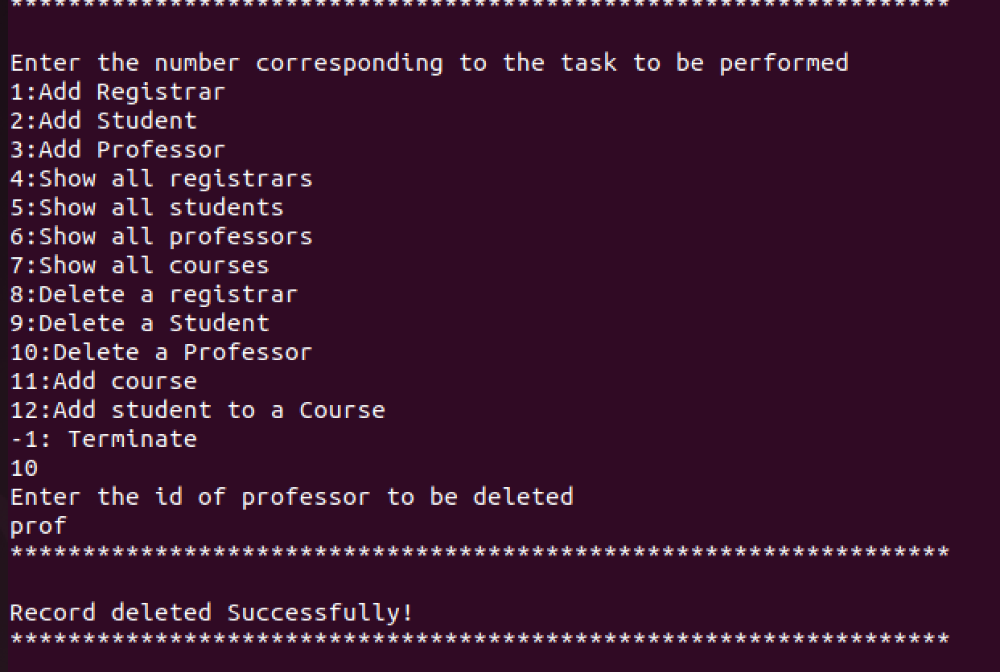 *****************************************************************
Enter the number corresponding to the task to be performed
1:Add Registrar
2:Add Student
3:Add Professor
4:Show all registrars
5:Show all students
6:Show all professors
7:Show all courses
8:Delete a registrar
9:Delete a Student
10:Delete a Professor
11:Add course
12:Add student to a Course
-1: Terminate
10
Enter the id of professor to be deleted
prof
*****************************************************************
Record deleted Successfully!
*****************************************************************